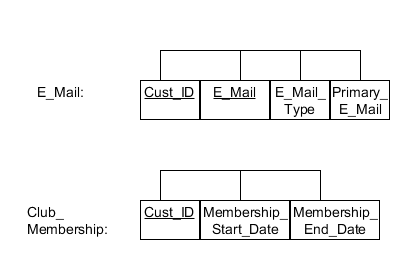 E_Mail:
Cust_ID
E_Mail
E_Mail_
Type
Primary_
E_Mail
Club_
Membership:
Cust_ID
Membership_
Start_Date
Membership_
End_Date